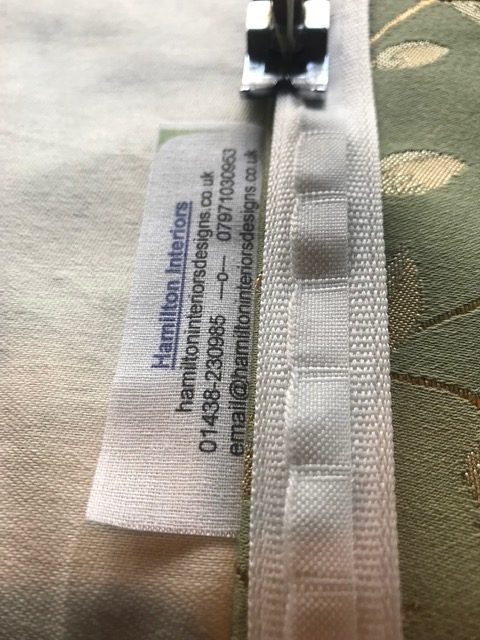 Hamilton Interiors
hamiltoninteriorsdesigns.co.uk
01438-230985 —o— 07971030963
email@hamiltoninteriorsdesigns.co.uk